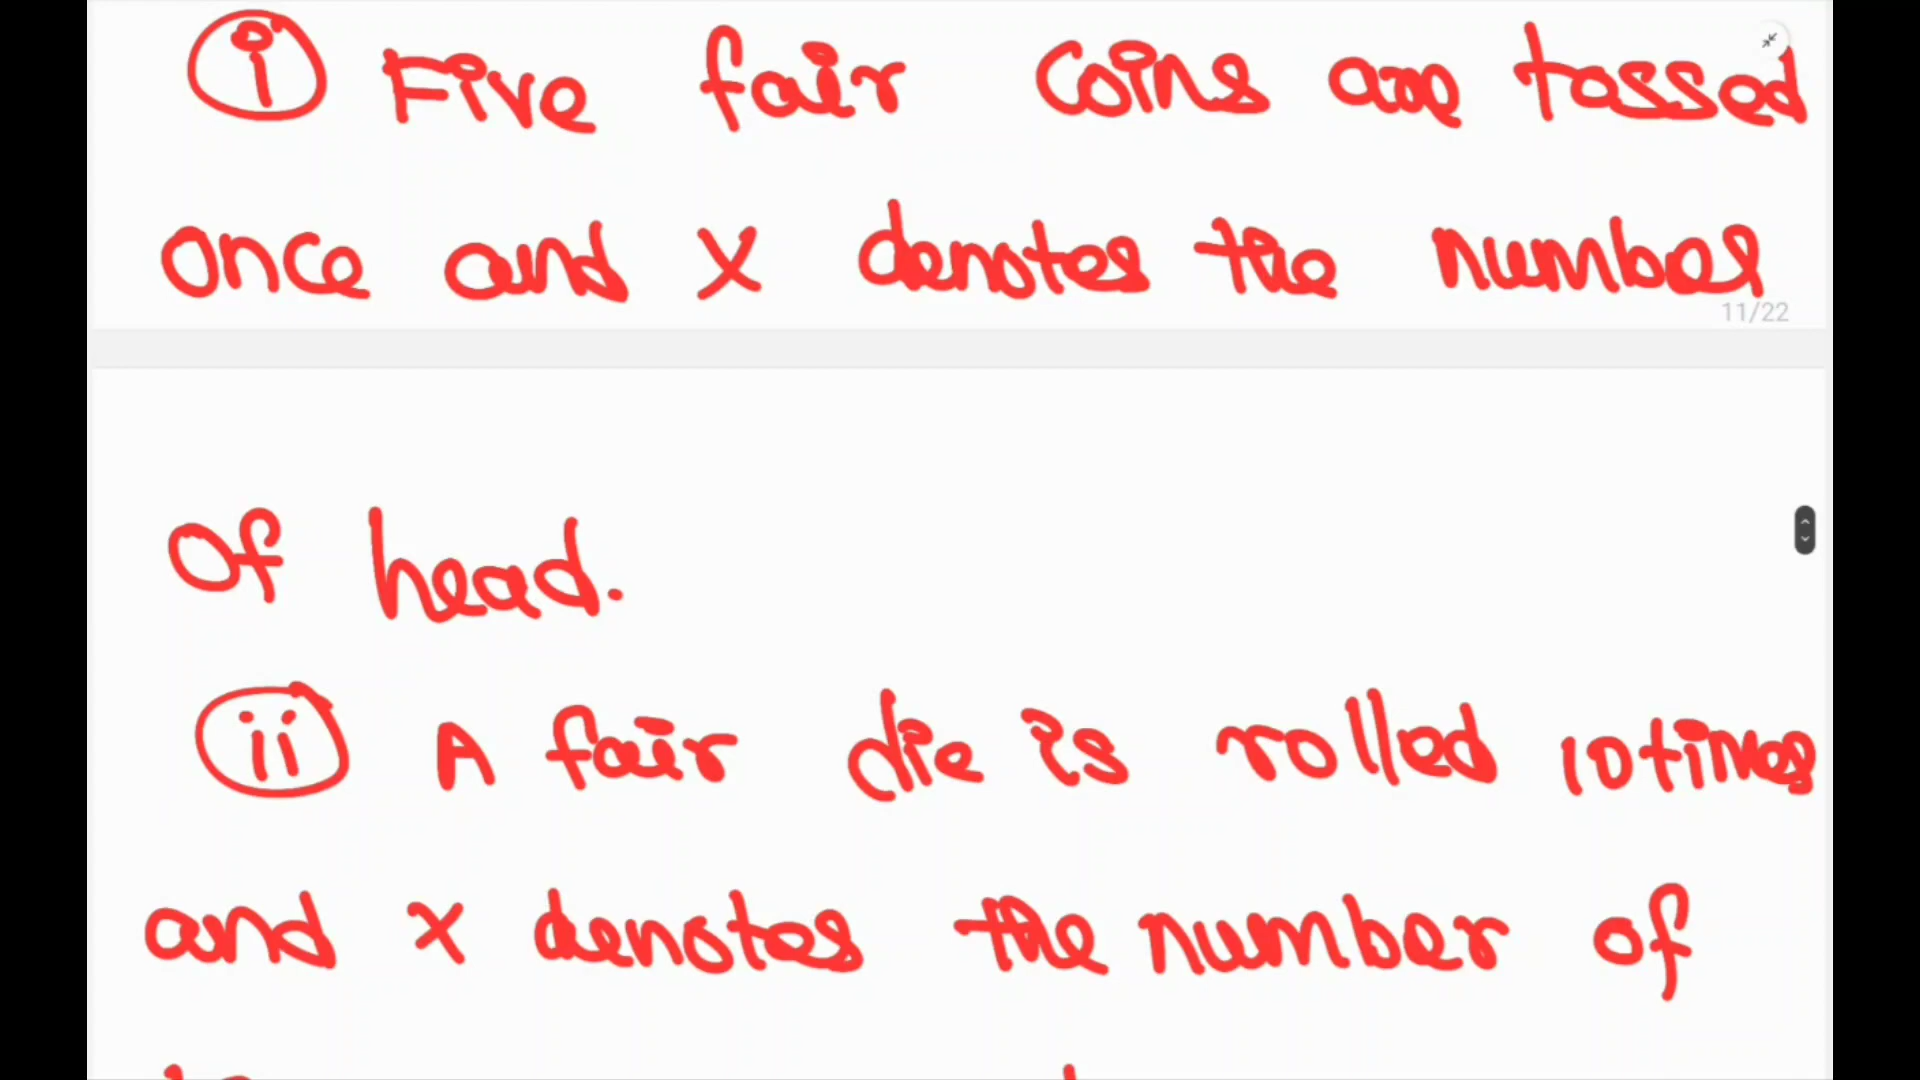 i Five fair coins are tossed
once and X denotes the number
11/22
of head.
ii A fair die is rolled 10 times
and x denotes the number of